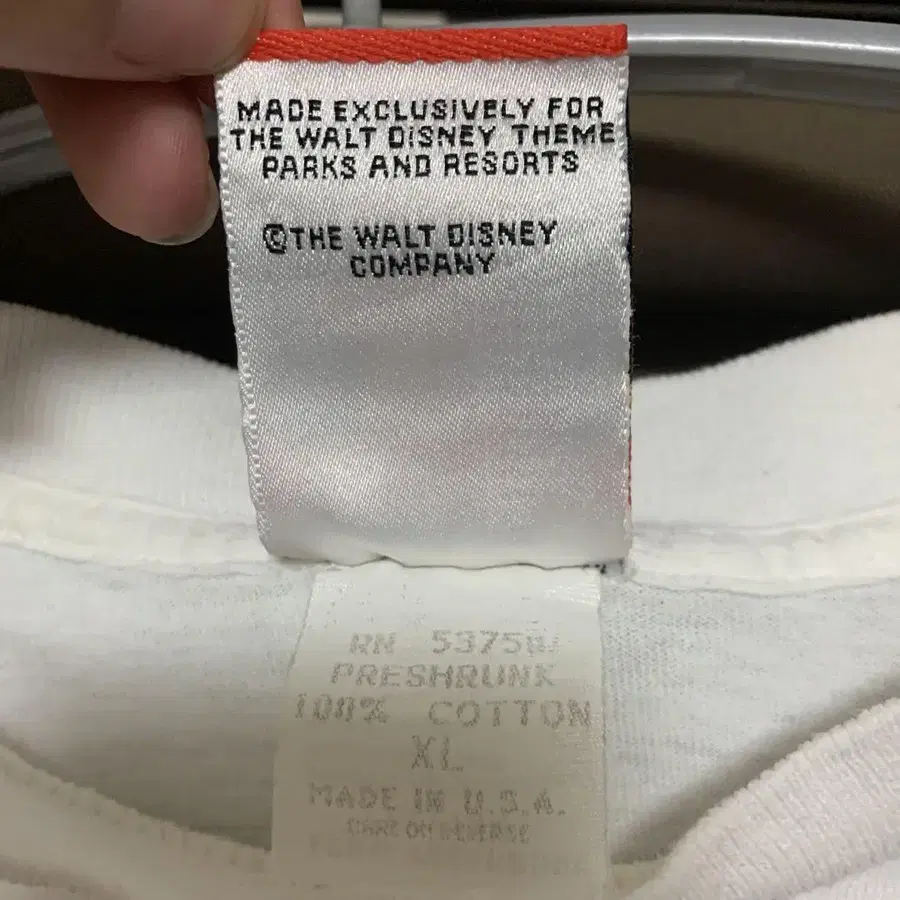 MADE EXCLUSIVELY FOR
THE WALT DISNEY THEME
PARKS AND RESORTS
©THE WALT DISNEY
COMPANY
RN
PRESHRUNK
100% COTTON
XL
MADE IN U.S.A.
CARE ON REVERSE